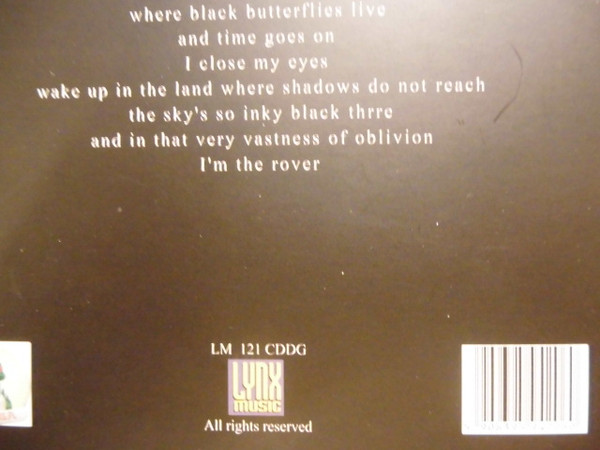 where black butterflies live
and time goes on
I close my eyes
wake up in the land where shadows do not reach
the sky's so inky black thrre
and in that very vastness of oblivion
I'm the rover
LM 121 CDDG
LYNX
MUSIC
All rights reserved